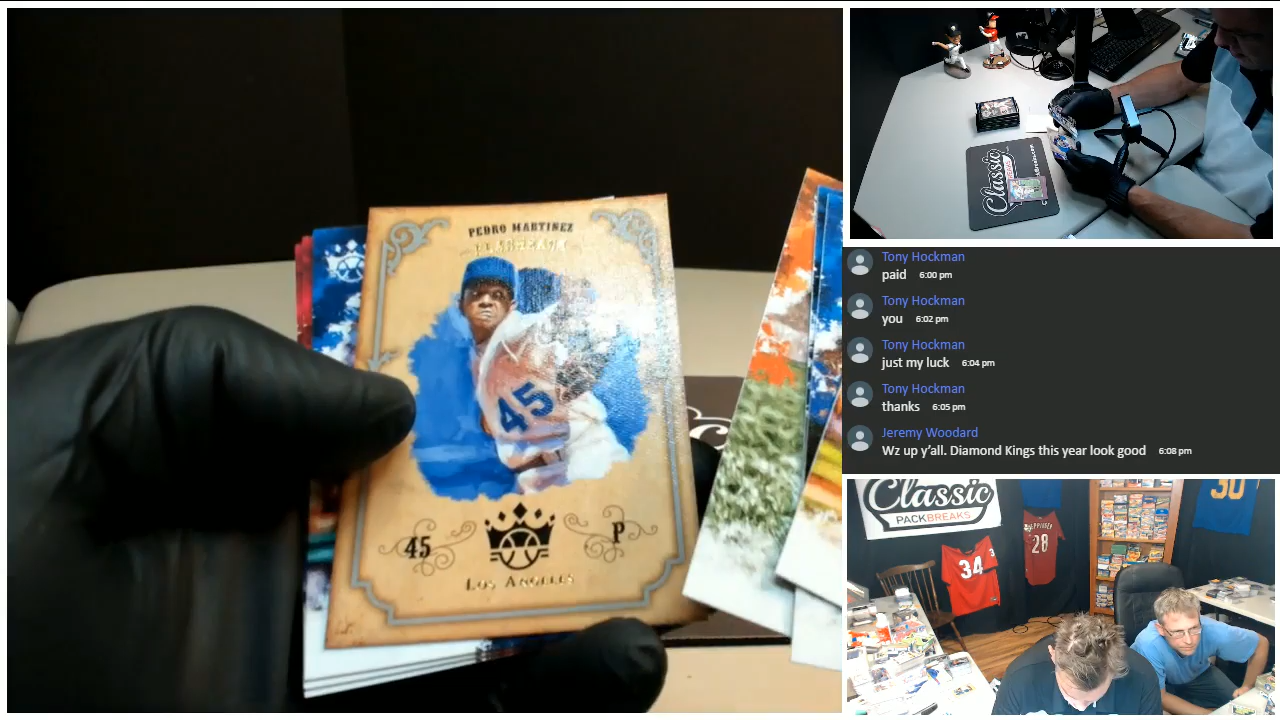 PEDRO MARTINEZ
45
45
P
LOS ANGELES
Classic
Tony Hockman
paid 6:00 pm
Tony Hockman
you 6:02 pm
Tony Hockman
just my luck 6:04 pm
Tony Hockman
thanks 6:05 pm
Jeremy Woodard
Wz up y'all. Diamond Kings this year look good 6:08 pm
Classic
PACKBREAKS
34
28
30